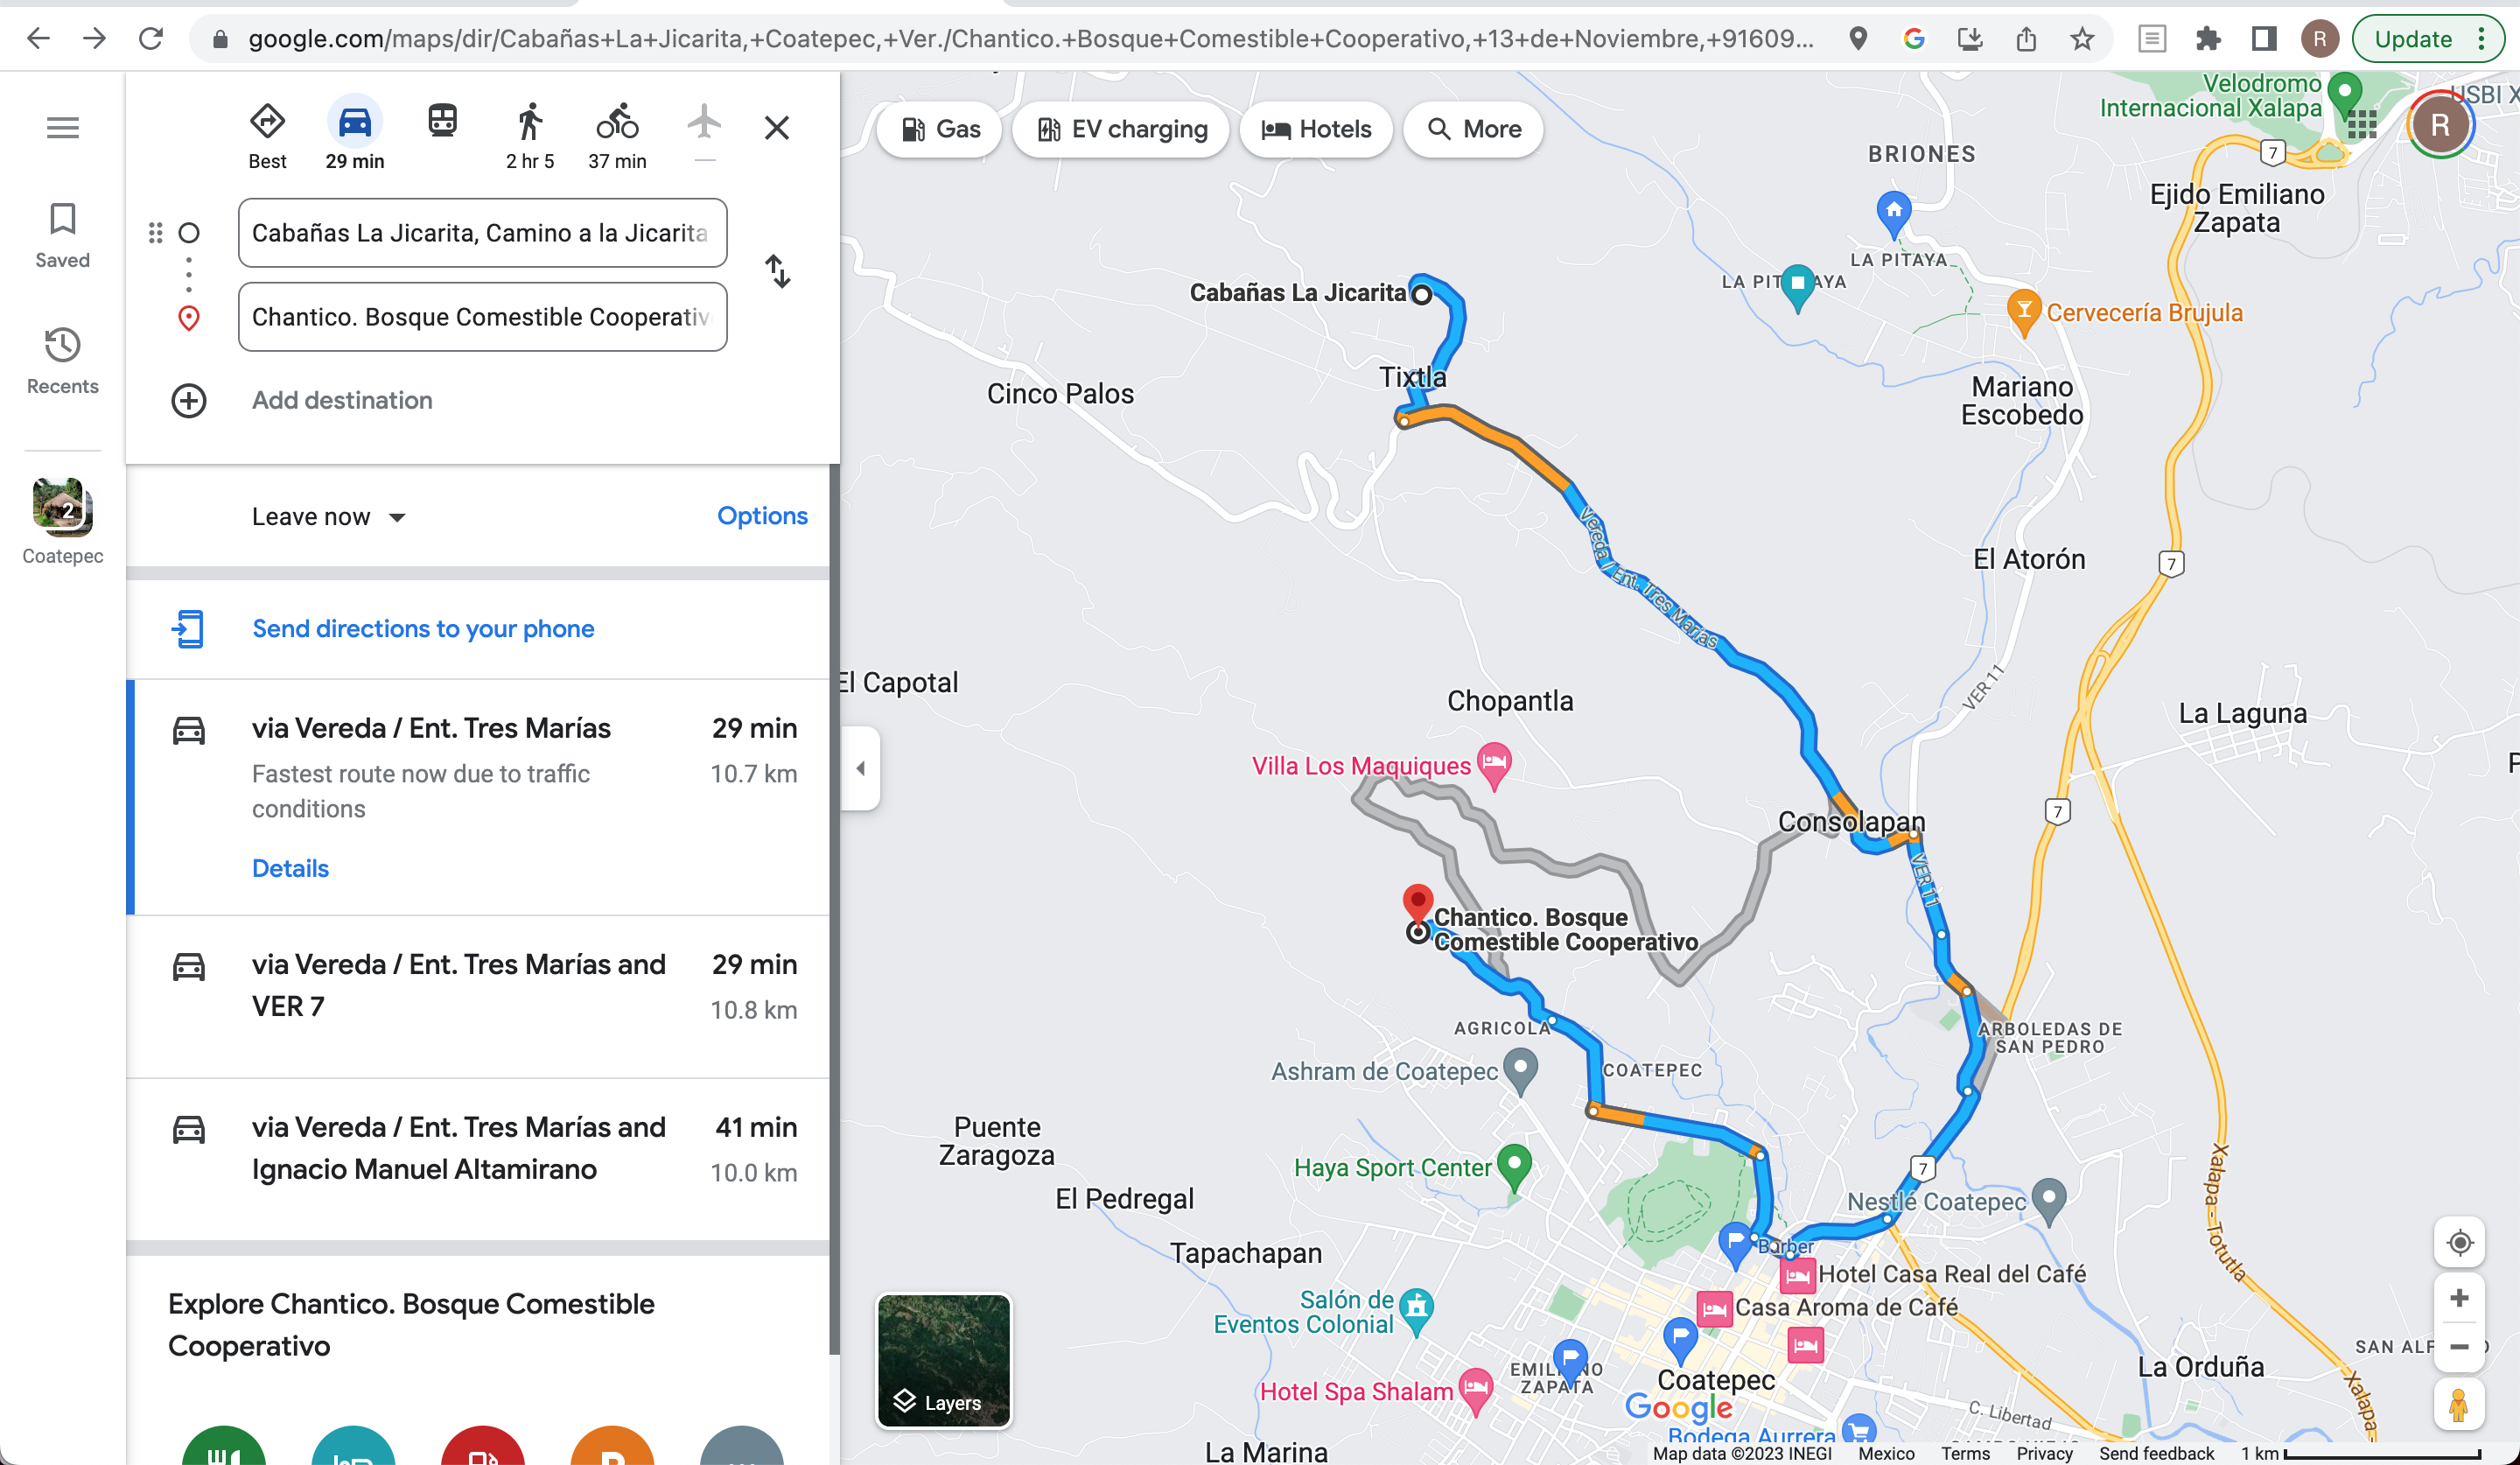 google.com/maps/dir/Cabañas+La+Jicarita,+Coatepec,+Ver./Chantico.+Bosque+Comestible+Cooperativo,+13+de+Noviembre,+91609...
R
Update
Best
29 min
2 hr 5
37 min
—
Saved
Recents
2
Coatepec
Cabañas La Jicarita, Camino a la Jicarita
Chantico. Bosque Comestible Cooperativ
Add destination
Leave now
Options
Send directions to your phone
via Vereda / Ent. Tres Marías
29 min
Fastest route now due to traffic
10.7 km
conditions
Details
via Vereda / Ent. Tres Marías and
29 min
VER 7
10.8 km
via Vereda / Ent. Tres Marías and
41 min
Ignacio Manuel Altamirano
10.0 km
Explore Chantico. Bosque Comestible
Cooperativo
Gas
EV charging
Hotels
More
Velodromo
Internacional Xalapa
USBI X
R
7
BRIONES
Ejido Emiliano
Zapata
LA PITAYA
Cabañas La Jicarita
Cervecería Brujula
Tixtla
Cinco Palos
Mariano
Escobedo
Vereda / Ent. Tres Marías
El Atorón
7
El Capotal
Chopantla
VER 11
La Laguna
Villa Los Maquiques
7
Consolapan
VER 11
Chantico. Bosque
Comestible Cooperativo
AGRICOLA
ARBOLEDAS DE
SAN PEDRO
Ashram de Coatepec
COATEPEC
Puente
Zaragoza
Haya Sport Center
7
El Pedregal
Nestlé Coatepec
Xalapa - Totutla
Tapachapan
Barber
Hotel Casa Real del Café
Salón de
Eventos Colonial
Casa Aroma de Café
Layers
Hotel Spa Shalam
Coatepec
La Orduña
Xalapa
Google
C. Libertad
Bodega Aurrera
La Marina
Map data ©2023 INEGI
Mexico
Terms
Privacy
Send feedback
1 km